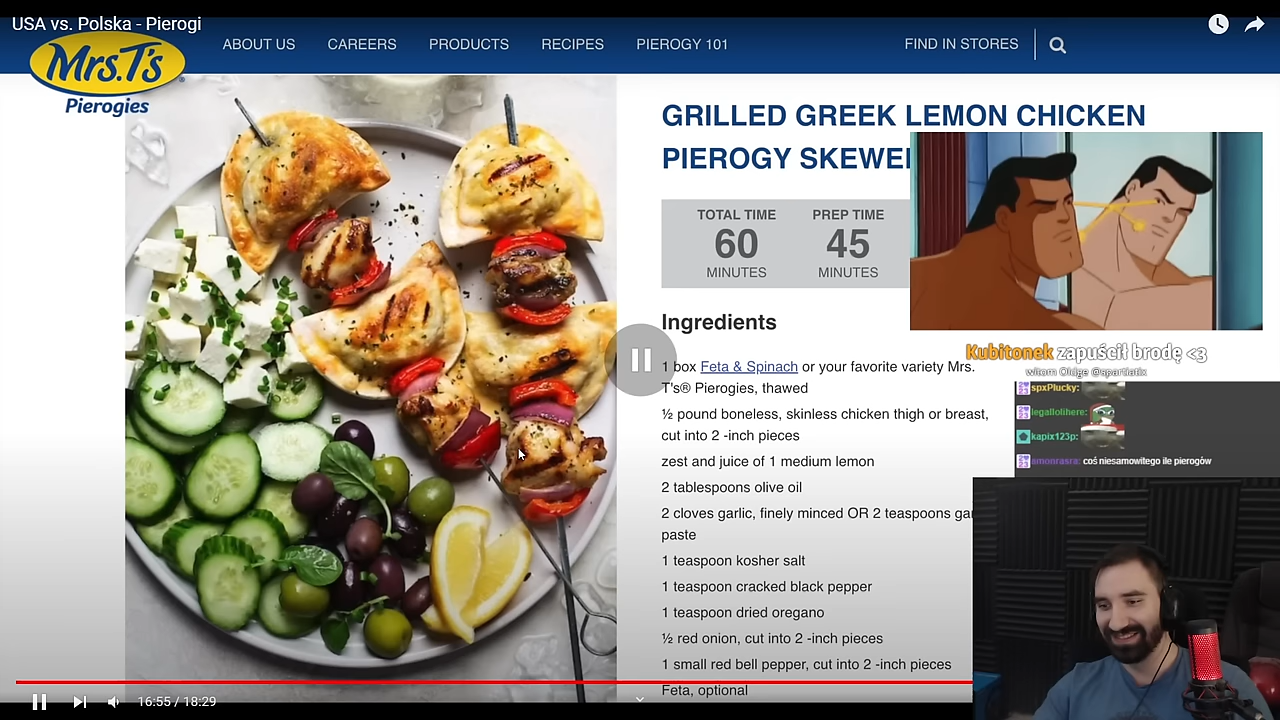 USA vs. Polska - Pierogi
Mrs. T's
Pierogies
ABOUT US
CAREERS
PRODUCTS
RECIPES
PIEROGY 101
FIND IN STORES
GRILLED GREEK LEMON CHICKEN
PIEROGY SKEWE
TOTAL TIME
60
MINUTES
PREP TIME
45
MINUTES
Ingredients
1 box Feta & Spinach or your favorite variety Mrs.
T's® Pierogies, thawed
½ pound boneless, skinless chicken thigh or breast,
cut into 2 -inch pieces
zest and juice of 1 medium lemon
2 tablespoons olive oil
2 cloves garlic, finely minced OR 2 teaspoons ga
paste
1 teaspoon kosher salt
1 teaspoon cracked black pepper
1 teaspoon dried oregano
½ red onion, cut into 2 -inch pieces
1 small red bell pepper, cut into 2 -inch pieces
Feta, optional
Kubitonek zapuścił brodę <3
witom Oldge @spartiatix
spxPlucky:
legallolihere:
kapix123p:
smonrasra: coś niesamowitego ile pierogów
16:55 / 18:29